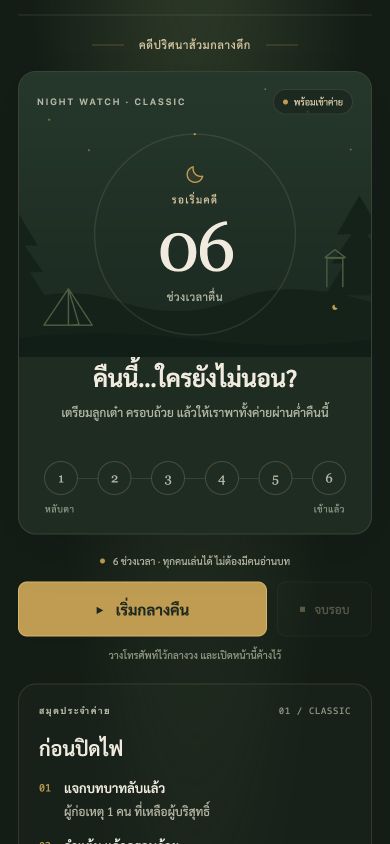 คดีปริศนาส้วมกลางดึก
NIGHT WATCH · CLASSIC
พร้อมเข้าค่าย
รอเริ่มคดี
06
ช่วงเวลาตื่น
คืนนี้...ใครยังไม่นอน?
เตรียมลูกเต๋า ครอบถ้วย แล้วให้เราพาทั้งค่ายผ่านค่ำคืนนี้
1 2 3 4 5 6
หลับตา เช้าแล้ว
6 ช่วงเวลา · ทุกคนเล่นได้ ไม่ต้องมีคนอ่านบท
เริ่มกลางคืน
จบรอบ
วางโทรศัพท์ไว้กลางวง และเปิดหน้านี้ค้างไว้
สมุดประจำค่าย
01 / CLASSIC
ก่อนปิดไฟ
01 แจกบทบาทลับแล้ว
ผู้ก่อเหตุ 1 คน ที่เหลือผู้บริสุทธิ์